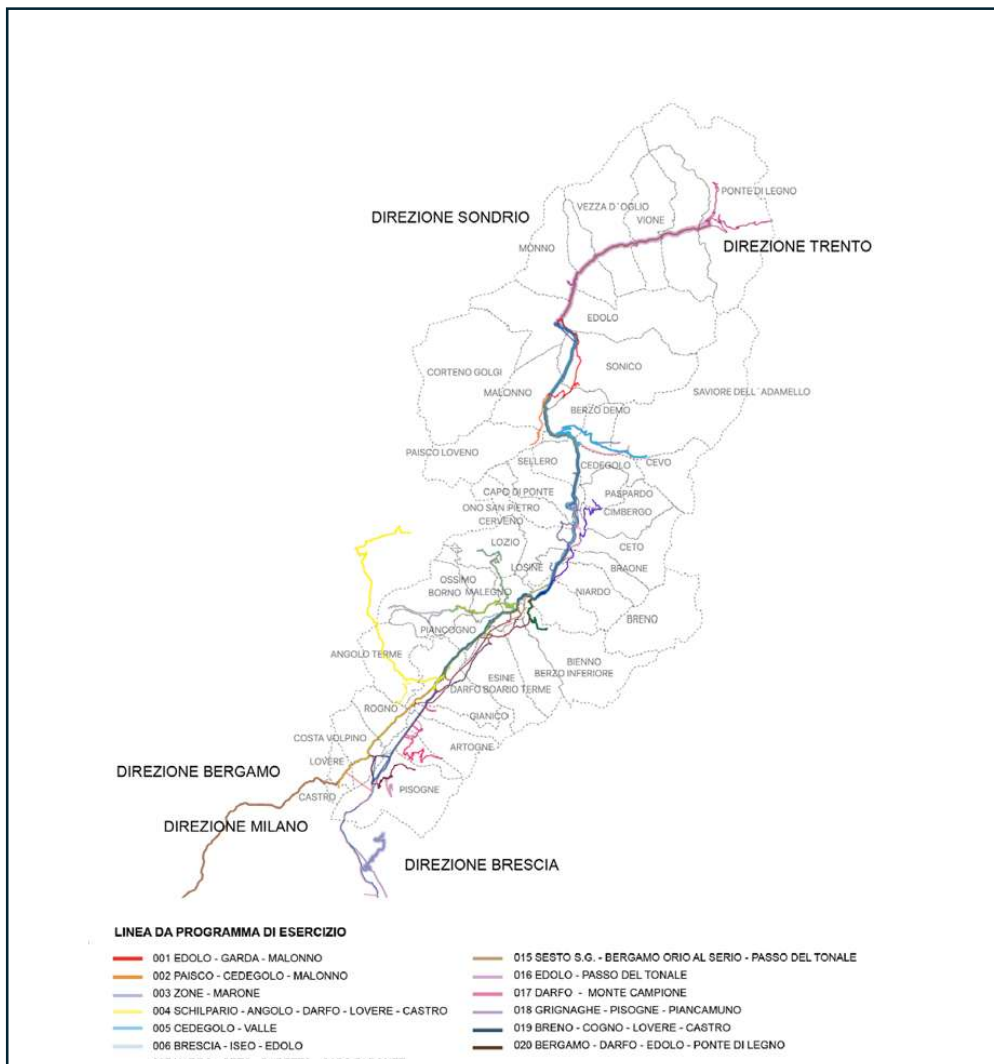 PONTE DI LEGNO
VEZZA D´OGLIO
DIREZIONE SONDRIO
VIONE
DIREZIONE TRENTO
MONNO
EDOLO
SONICO
CORTENO GOLGI
SAVIORE DELL´ADAMELLO
MALONNO
BERZO DEMO
PAISCO LOVENO
SELLERO
CEDEGOLO
CEVO
CAPO DI PONTE
PASPARDO
ONO SAN PIETRO
CIMBERGO
CERVENO
LOZIO
CETO
LOSINE
BRAONE
OSSIMO
BORNO
MALEGNO
NIARDO
BRENO
PIANCOGNO
ANGOLO TERME
BIENNO
BERZO INFERIORE
ESINE
DARFO BOARIO TERME
ROGNO
GIANICO
COSTA VOLPINO
ARTOGNE
LOVERE
DIREZIONE BERGAMO
PISOGNE
CASTRO
DIREZIONE MILANO
DIREZIONE BRESCIA
LINEA DA PROGRAMMA DI ESERCIZIO
001 EDOLO - GARDA - MALONNO
002 PAISCO - CEDEGOLO - MALONNO
003 ZONE - MARONE
004 SCHILPARIO - ANGOLO - DARFO - LOVERE - CASTRO
005 CEDEGOLO - VALLE
006 BRESCIA - ISEO - EDOLO
015 SESTO S.G. - BERGAMO ORIO AL SERIO - PASSO DEL TONALE
016 EDOLO - PASSO DEL TONALE
017 DARFO - MONTE CAMPIONE
018 GRIGNAGHE - PISOGNE - PIANCAMUNO
019 BRENO - COGNO - LOVERE - CASTRO
020 BERGAMO - DARFO - EDOLO - PONTE DI LEGNO